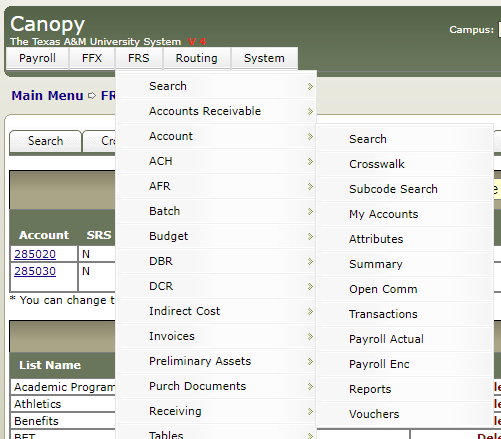 Canopy
The Texas A&M University System V 4
Campus:
Payroll FFX FRS Routing System
Main Menu
Search
Account SRS
285020 N
285030 N
* You can change
List Name
Academic Program
Athletics
Benefits
BET
Search
Accounts Receivable
Account
ACH
AFR
Batch
Budget
DBR
DCR
Indirect Cost
Invoices
Preliminary Assets
Purch Documents
Receiving
Tables
Search
Crosswalk
Subcode Search
My Accounts
Attributes
Summary
Open Comm
Transactions
Payroll Actual
Payroll Enc
Reports
Vouchers